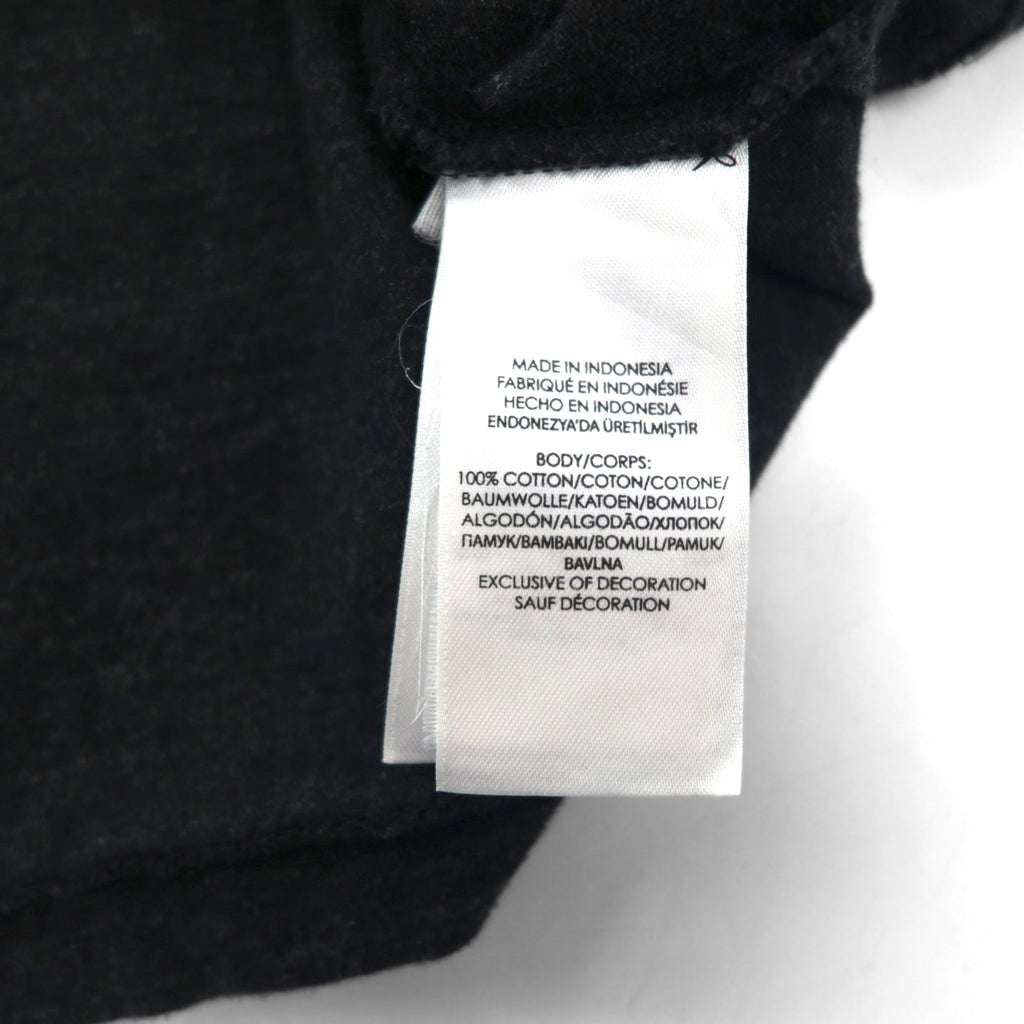 MADE IN INDONESIA
FABRIQUÉ EN INDONÉSIE
HECHO EN INDONESIA
ENDONEZYA'DA ÜRETİLMİŞTİR
BODY/CORPS:
100% COTTON/COTON/COTONE/
BAUMWOLLE/KATOEN/BOMULD/
ALGODÓN/ALGODÃO/ХЛОПОК/
ПАМУК/ΒΑΜΒΑΚΙ/BOMULL/PAMUK/
BAVLNA
EXCLUSIVE OF DECORATION
SAUF DÉCORATION